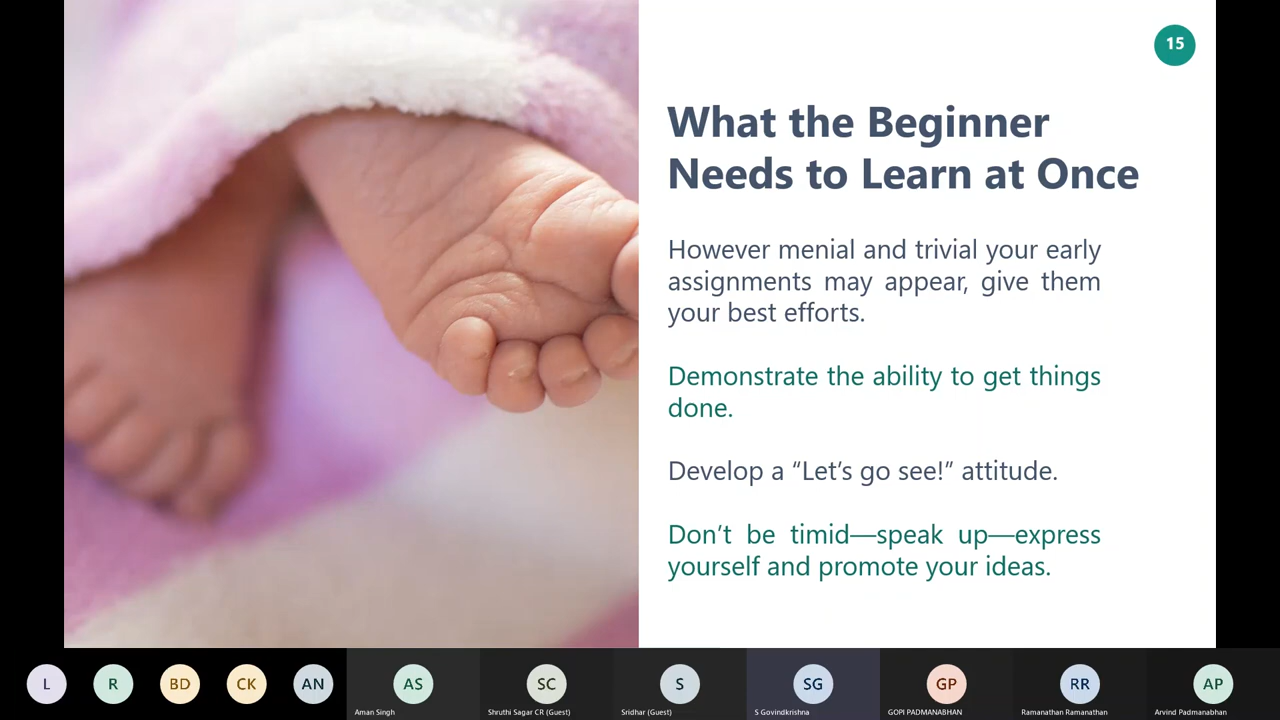 15
What the Beginner
Needs to Learn at Once
However menial and trivial your early
assignments may appear, give them
your best efforts.
Demonstrate the ability to get things
done.
Develop a “Let’s go see!” attitude.
Don’t be timid—speak up—express
yourself and promote your ideas.
L R BD CK AN AS SC S SG GP RR AP
Aman Singh Shruthi Sagar CR (Guest) Sridhar (Guest) S Govindkrishna GOPI PADMANABHAN Ramanathan Ramanathan Arvind Padmanabhan